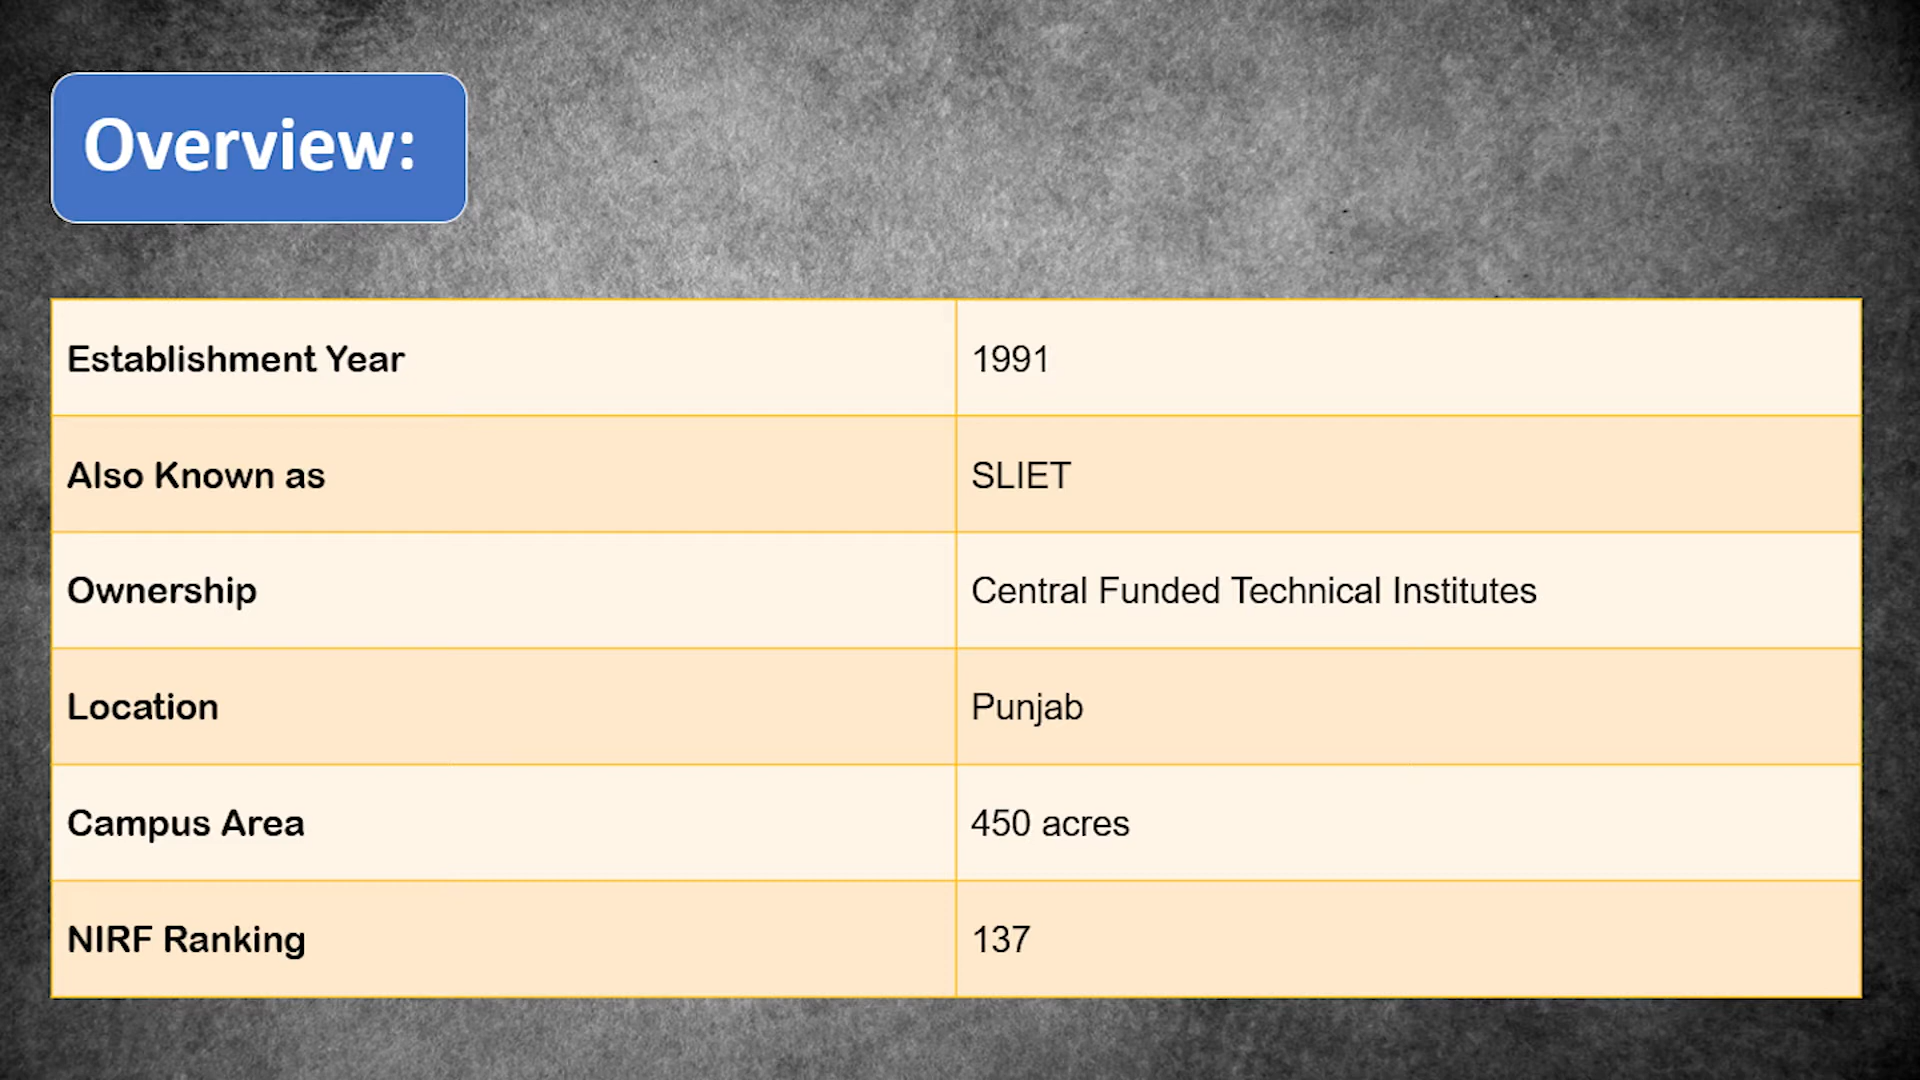 Overview:
Establishment Year 1991
Also Known as SLIET
Ownership Central Funded Technical Institutes
Location Punjab
Campus Area 450 acres
NIRF Ranking 137